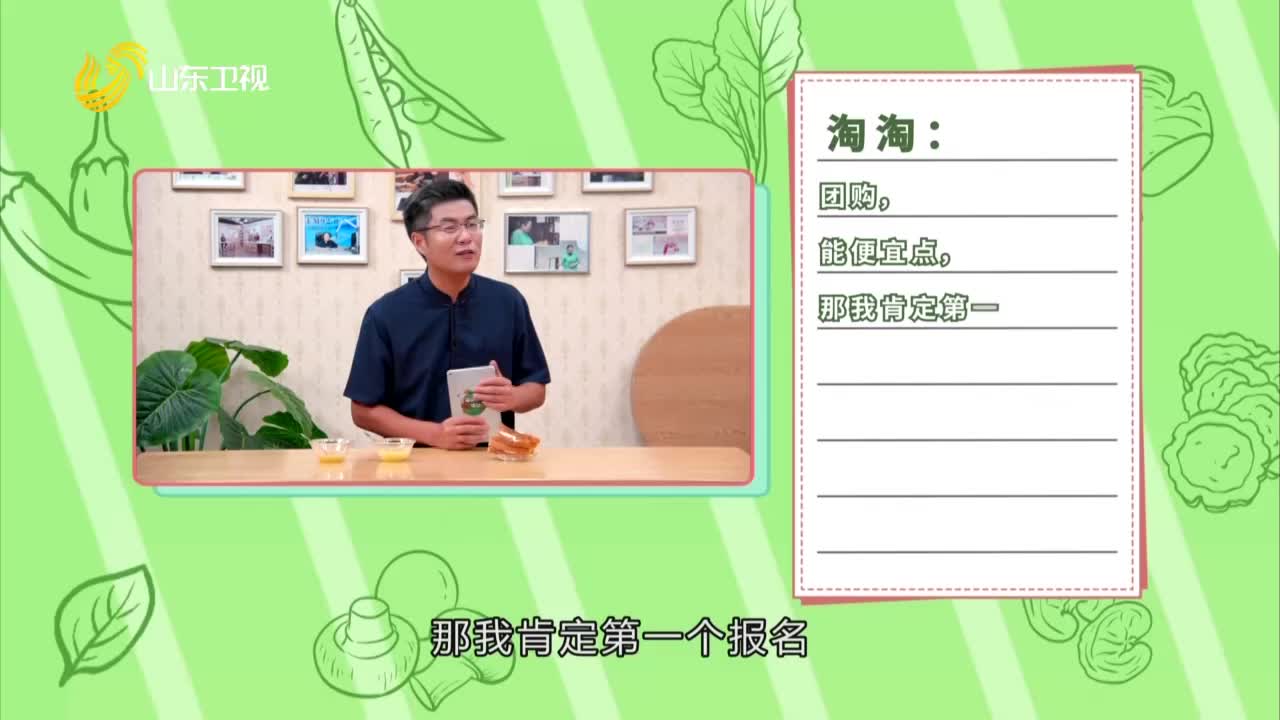 山东卫视
淘淘：
团购，
能便宜点，
那我肯定第一
那我肯定第一个报名